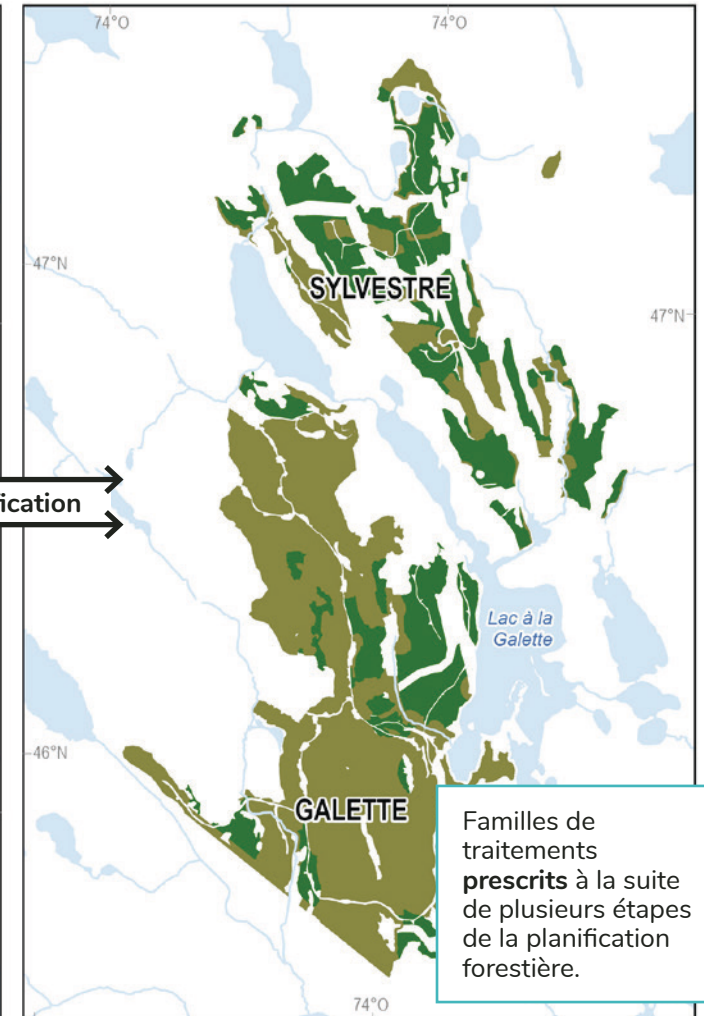 74°O
74°O
47°N
SYLVESTRE
47°N
ication
Lac à la
Galette
46°N
GALETTE
Familles de
traitements
prescrits à la suite
de plusieurs étapes
de la planification
forestière.
74°O